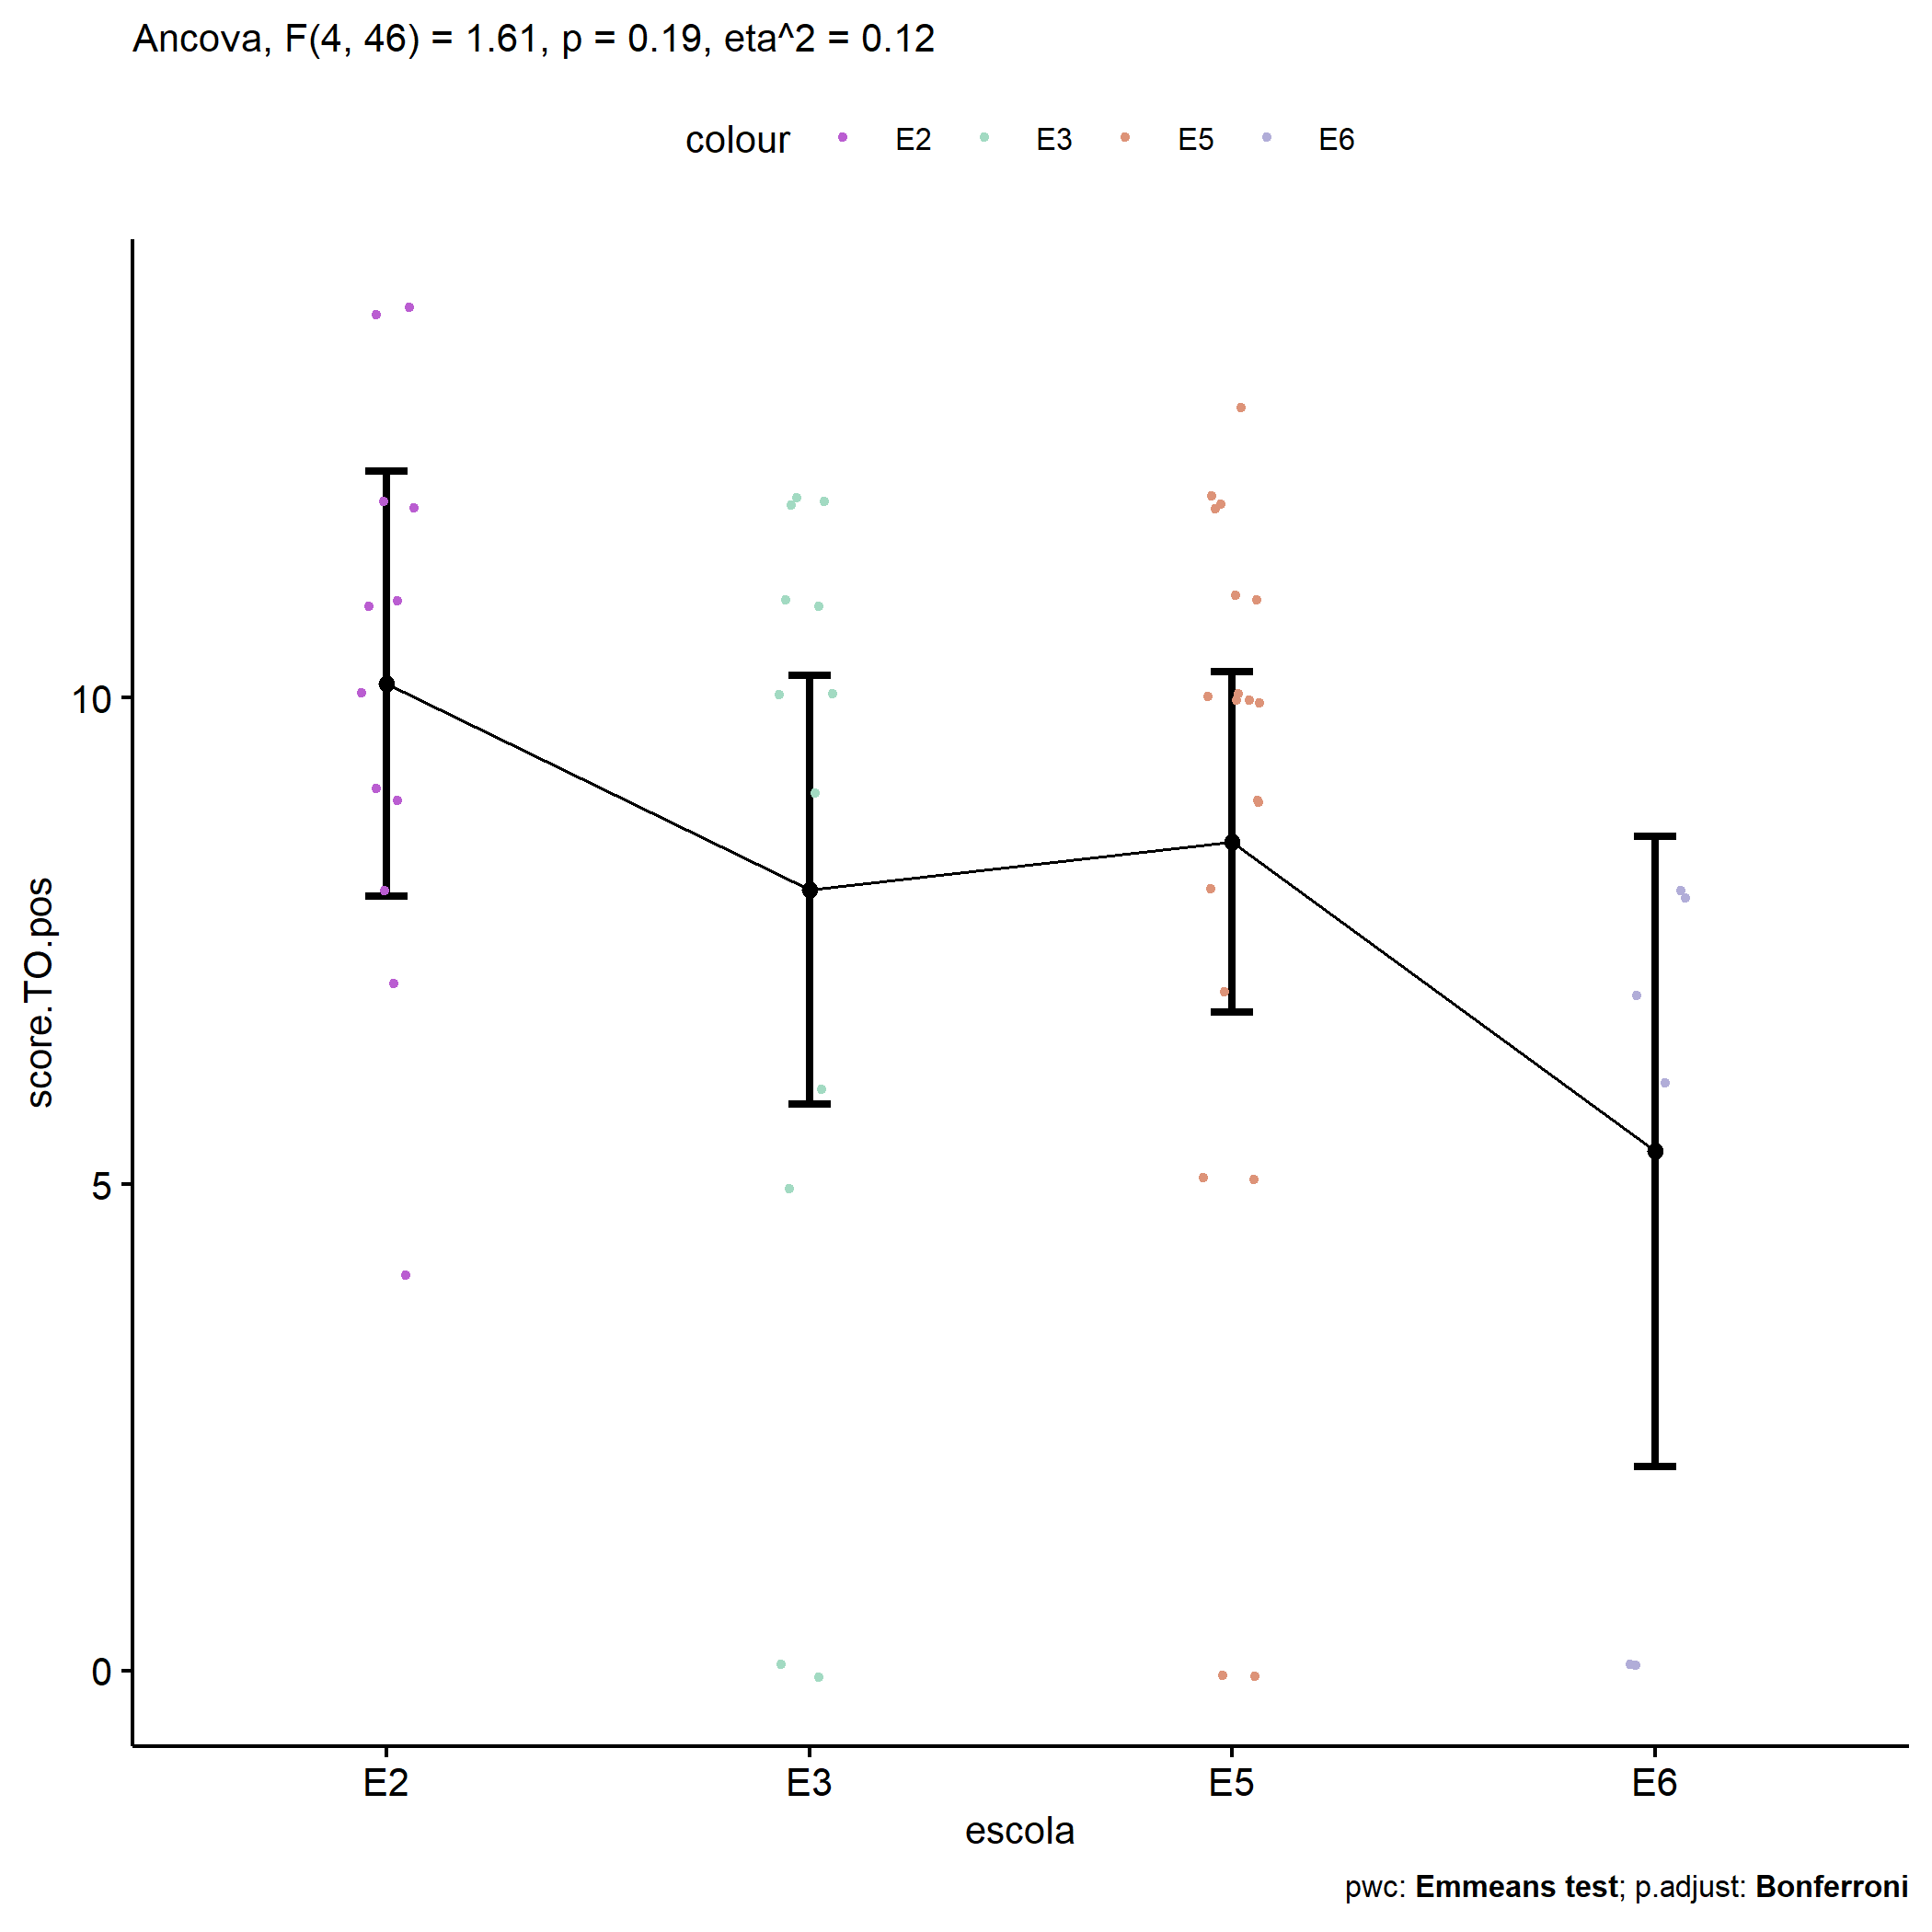 Ancova, F(4, 46) = 1.61, p = 0.19, eta^2 = 0.12
colour E2 E3 E5 E6
score.TO.pos
10
5
0
E2 E3 E5 E6
escola
pwc: Emmeans test; p.adjust: Bonferroni